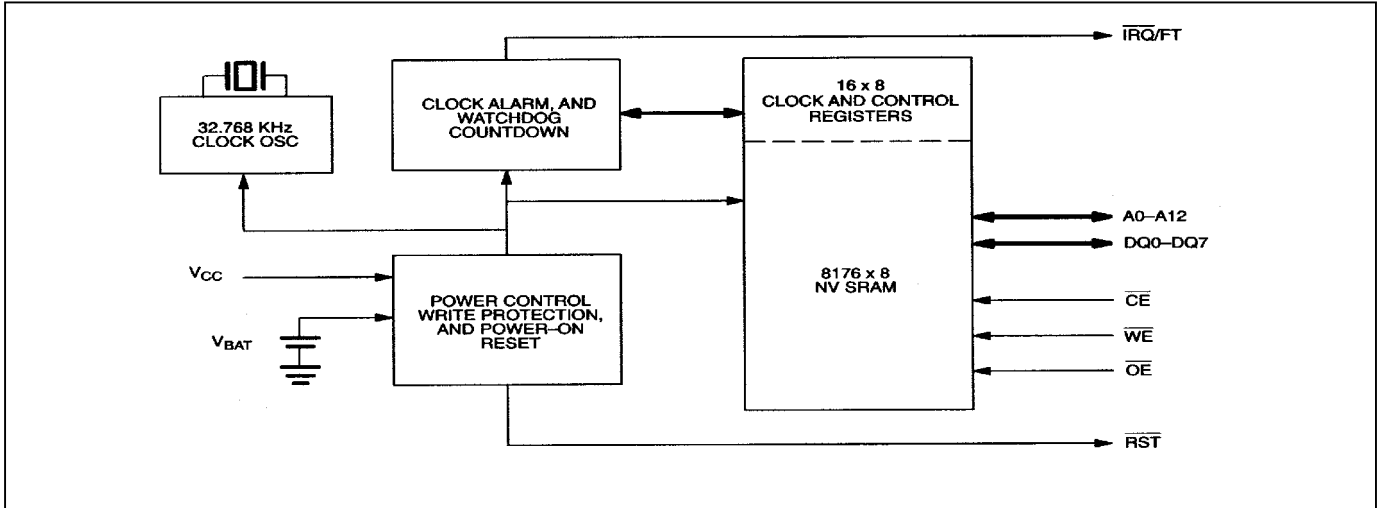 IRQ/FT
16 x 8
CLOCK AND CONTROL
REGISTERS
CLOCK ALARM, AND
WATCHDOG
COUNTDOWN
32.768 KHz
CLOCK OSC
A0–A12
DQ0–DQ7
VCC
8176 x 8
NV SRAM
POWER CONTROL
WRITE PROTECTION,
AND POWER–ON
RESET
VBAT
CE
WE
OE
RST